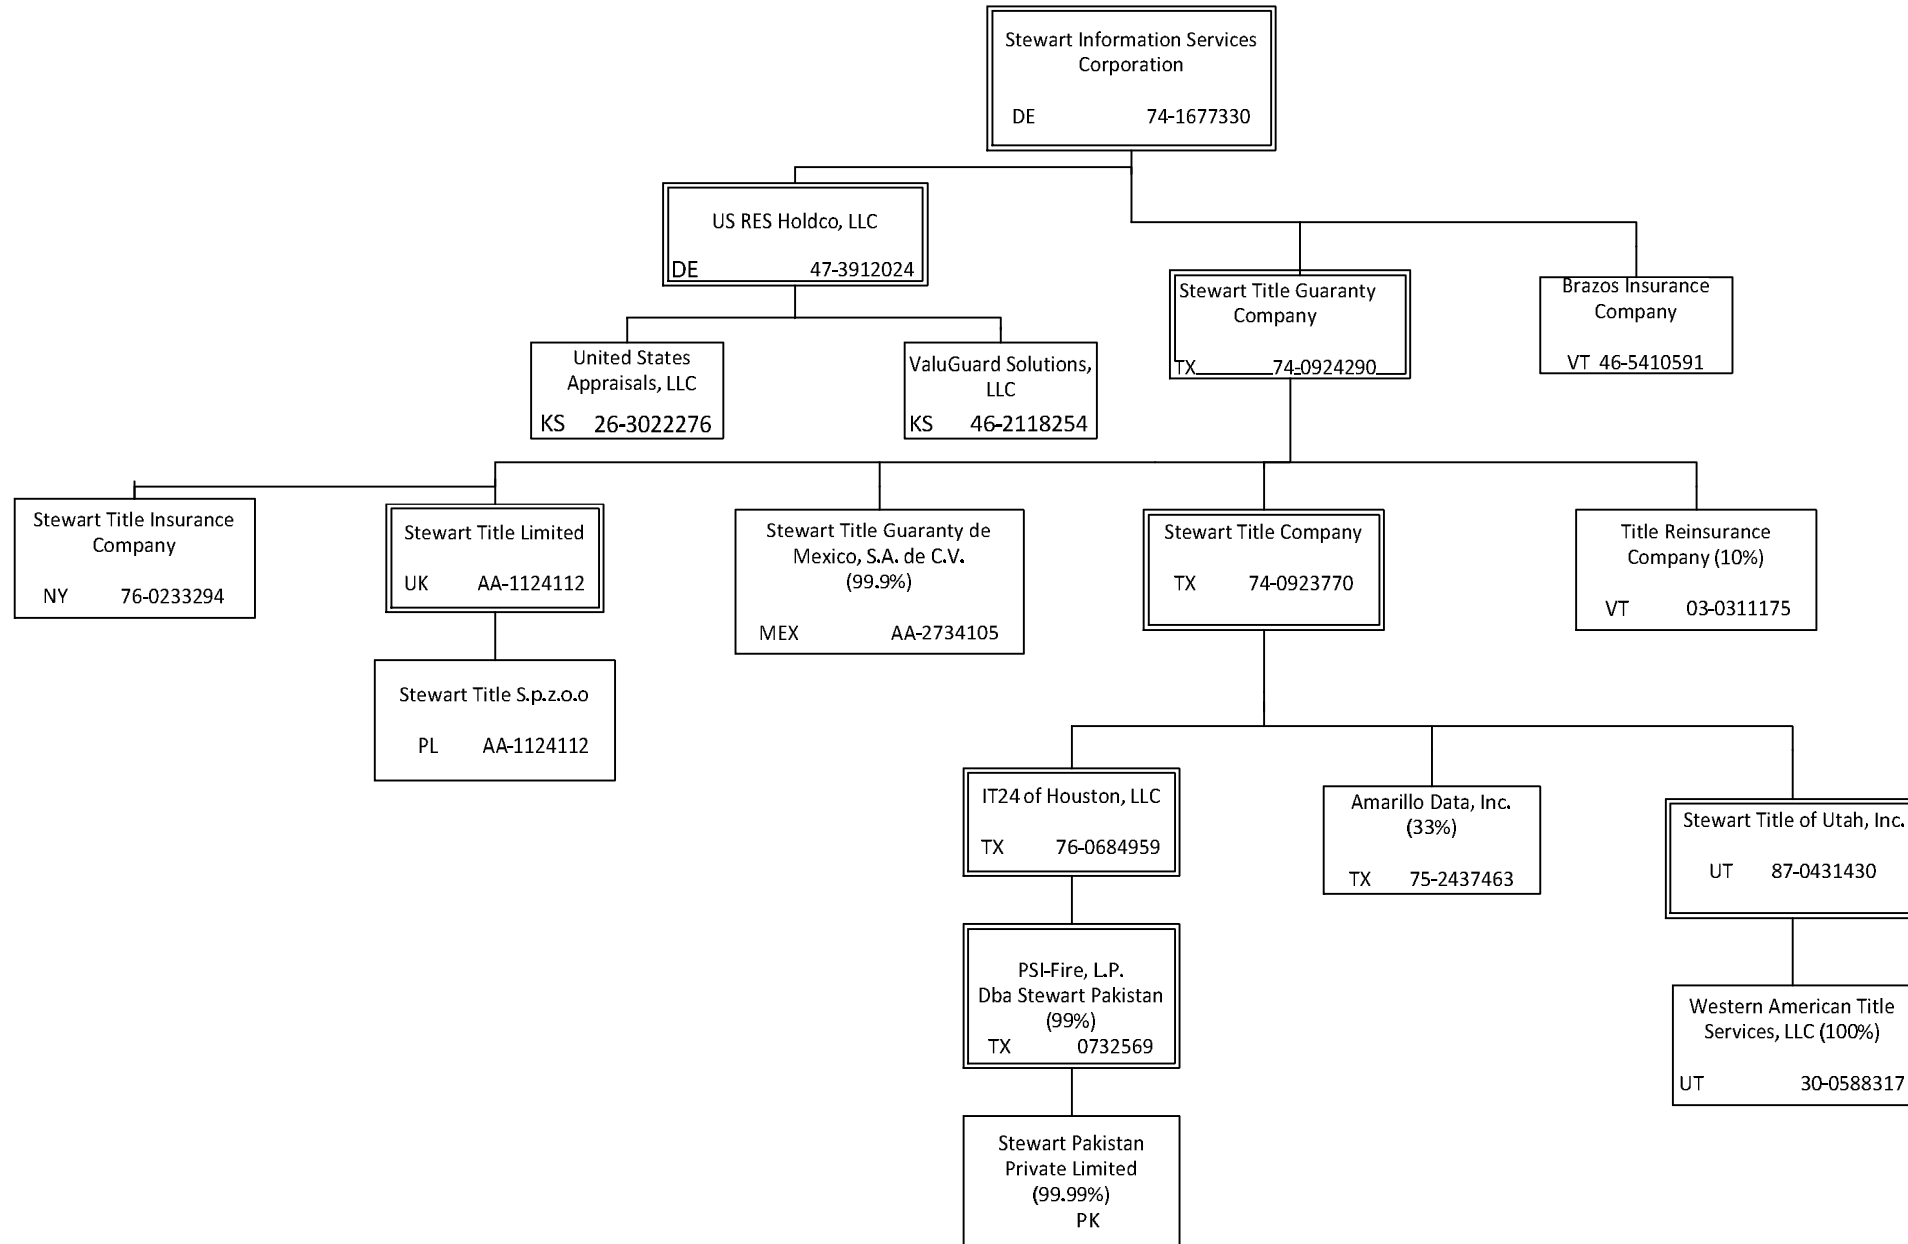 Stewart Information Services
Corporation
DE 74-1677330
US RES Holdco, LLC
DE 47-3912024
Stewart Title Guaranty
Company
TX 74-0924290
Brazos Insurance
Company
VT 46-5410591
United States
Appraisals, LLC
KS 26-3022276
ValuGuard Solutions,
LLC
KS 46-2118254
Stewart Title Insurance
Company
NY 76-0233294
Stewart Title Limited
UK AA-1124112
Stewart Title Guaranty de
Mexico, S.A. de C.V.
(99.9%)
MEX AA-2734105
Stewart Title Company
TX 74-0923770
Title Reinsurance
Company (10%)
VT 03-0311175
Stewart Title S.p.z.o.o
PL AA-1124112
IT24 of Houston, LLC
TX 76-0684959
Amarillo Data, Inc.
(33%)
TX 75-2437463
Stewart Title of Utah, Inc.
UT 87-0431430
PSI-Fire, L.P.
Dba Stewart Pakistan
(99%)
TX 0732569
Western American Title
Services, LLC (100%)
UT 30-0588317
Stewart Pakistan
Private Limited
(99.99%)
PK